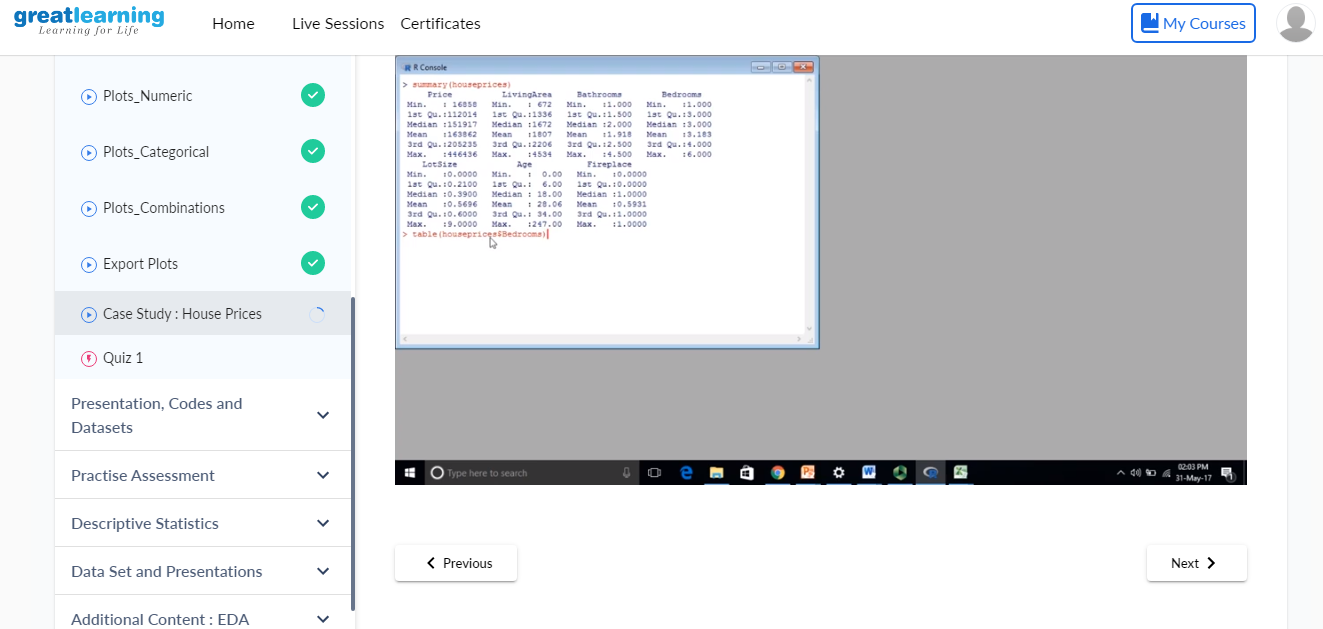 greatlearning
Learning for Life
Home Live Sessions Certificates
My Courses
Plots_Numeric
Plots_Categorical
Plots_Combinations
Export Plots
Case Study : House Prices
Quiz 1
Presentation, Codes and
Datasets
Practise Assessment
Descriptive Statistics
Data Set and Presentations
Additional Content : EDA
R Console
> summary(houseprices)
Price LivingArea Bathrooms Bedrooms
Min. : 16858 Min. : 672 Min. :1.000 Min. :1.000
1st Qu.:112014 1st Qu.:1336 1st Qu.:1.500 1st Qu.:3.000
Median :151917 Median :1672 Median :2.000 Median :3.000
Mean :163862 Mean :1807 Mean :1.918 Mean :3.183
3rd Qu.:205235 3rd Qu.:2206 3rd Qu.:2.500 3rd Qu.:4.000
Max. :446436 Max. :4534 Max. :4.500 Max. :6.000
LotSize Age Fireplace
Min. :0.0000 Min. : 0.00 Min. :0.0000
1st Qu.:0.2100 1st Qu.: 6.00 1st Qu.:0.0000
Median :0.3900 Median : 18.00 Median :1.0000
Mean :0.5696 Mean : 28.06 Mean :0.5931
3rd Qu.:0.6000 3rd Qu.: 34.00 3rd Qu.:1.0000
Max. :9.0000 Max. :247.00 Max. :1.0000
> table(houseprices$Bedrooms)
Type here to search
02:03 PM
31-May-17
Previous
Next